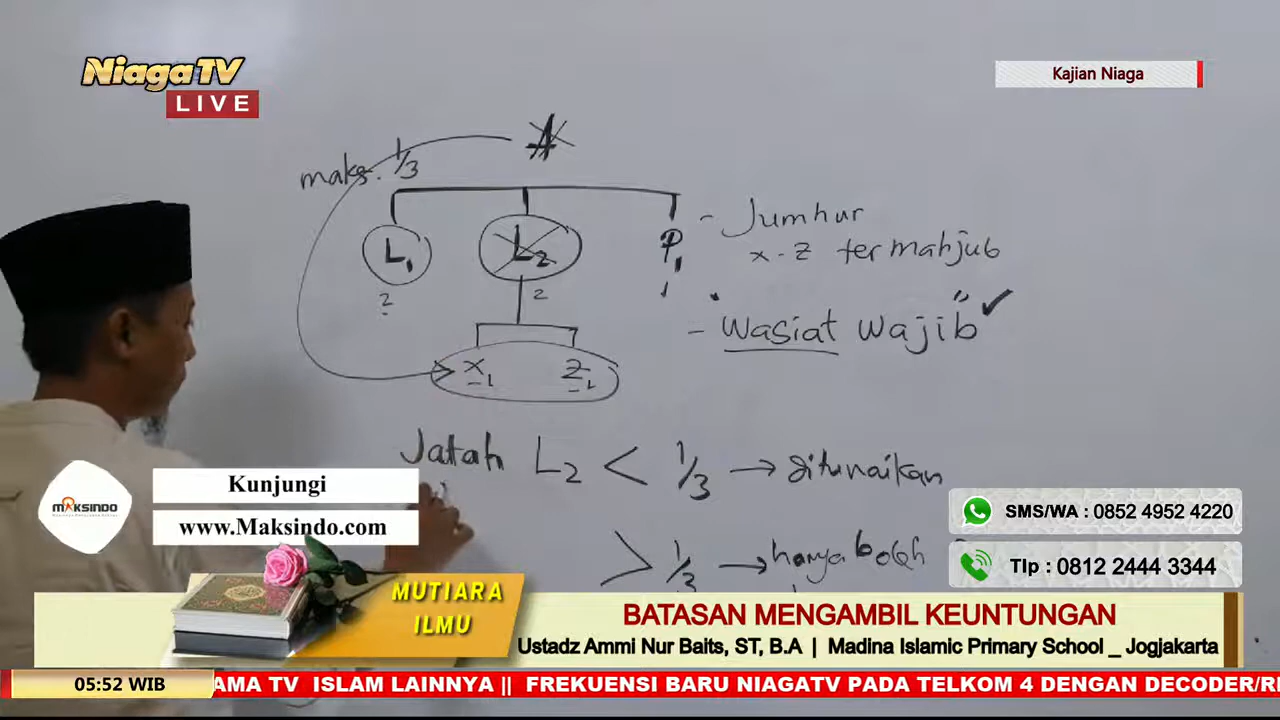 NiagaTV
LIVE
Kajian Niaga
A
maks. 1/3
L1
L2
P1
2
2
1
- Jumhur
x - z termahjub
- "Wasiat wajib" ✓
x
1
z
1
Jatah L2 < 1/3 → ditunaikan
> 1/3 → hanya boleh
Kunjungi
www.Maksindo.com
MAKSINDO
SMS/WA : 0852 4952 4220
Tlp : 0812 2444 3344
MUTIARA
ILMU
BATASAN MENGAMBIL KEUNTUNGAN
Ustadz Ammi Nur Baits, ST, B.A | Madina Islamic Primary School _ Jogjakarta
05:52 WIB
AMA TV ISLAM LAINNYA || FREKUENSI BARU NIAGATV PADA TELKOM 4 DENGAN DECODER/RE